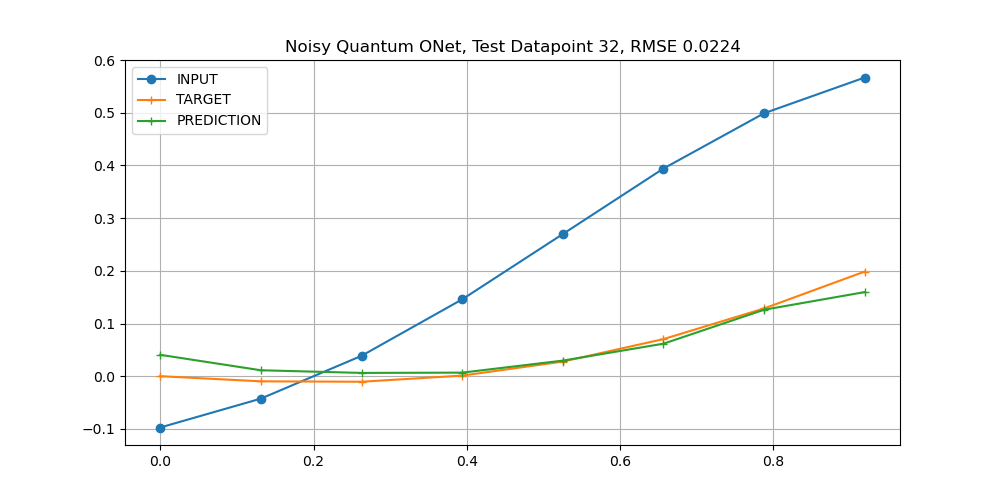 Noisy Quantum ONet, Test Datapoint 32, RMSE 0.0224
INPUT
TARGET
PREDICTION
0.6
0.5
0.4
0.3
0.2
0.1
0.0
−0.1
0.0 0.2 0.4 0.6 0.8